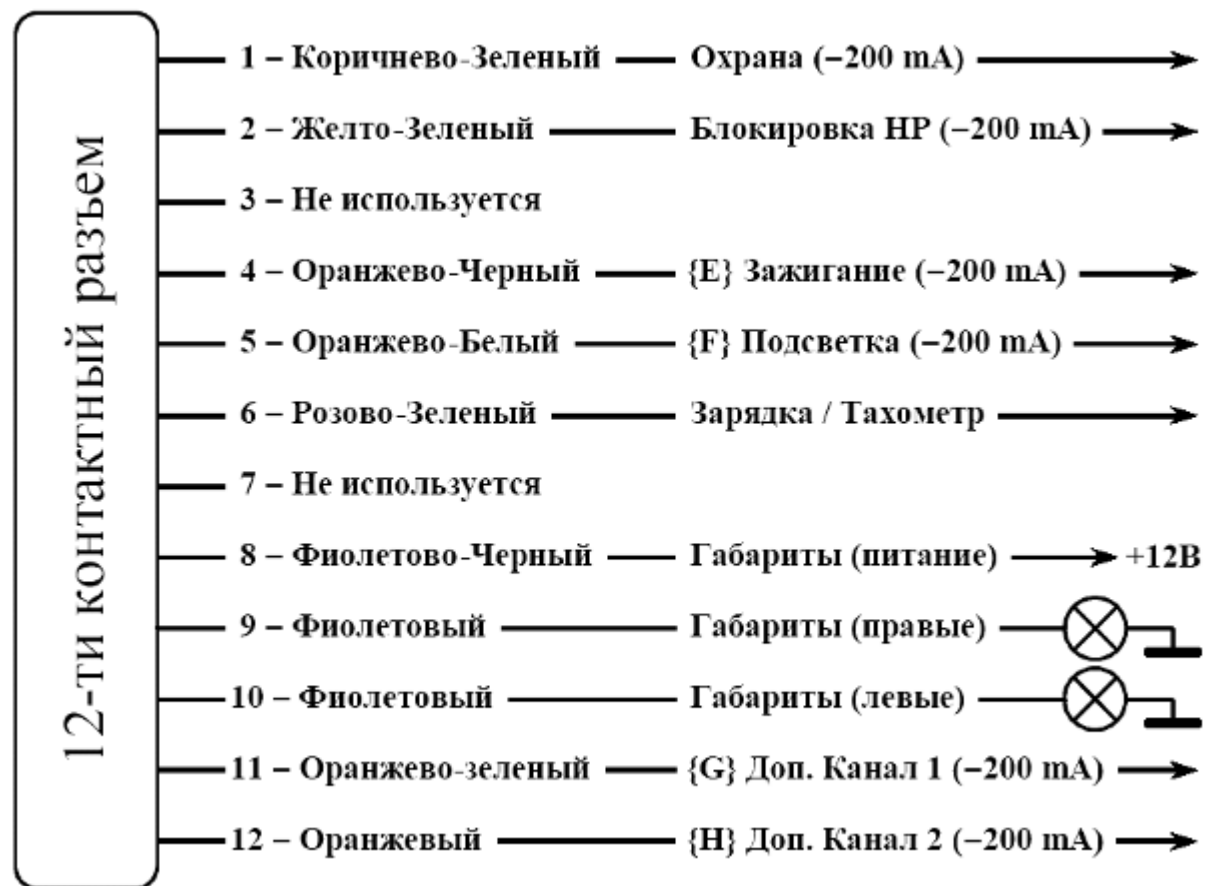 12-ти контактный разъем
1 – Коричнево-Зеленый Охрана (–200 mA)
2 – Желто-Зеленый Блокировка НР (–200 mA)
3 – Не используется
4 – Оранжево-Черный {E} Зажигание (–200 mA)
5 – Оранжево-Белый {F} Подсветка (–200 mA)
6 – Розово-Зеленый Зарядка / Тахометр
7 – Не используется
8 – Фиолетово-Черный Габариты (питание) +12В
9 – Фиолетовый Габариты (правые)
10 – Фиолетовый Габариты (левые)
11 – Оранжево-зеленый {G} Доп. Канал 1 (–200 mA)
12 – Оранжевый {H} Доп. Канал 2 (–200 mA)